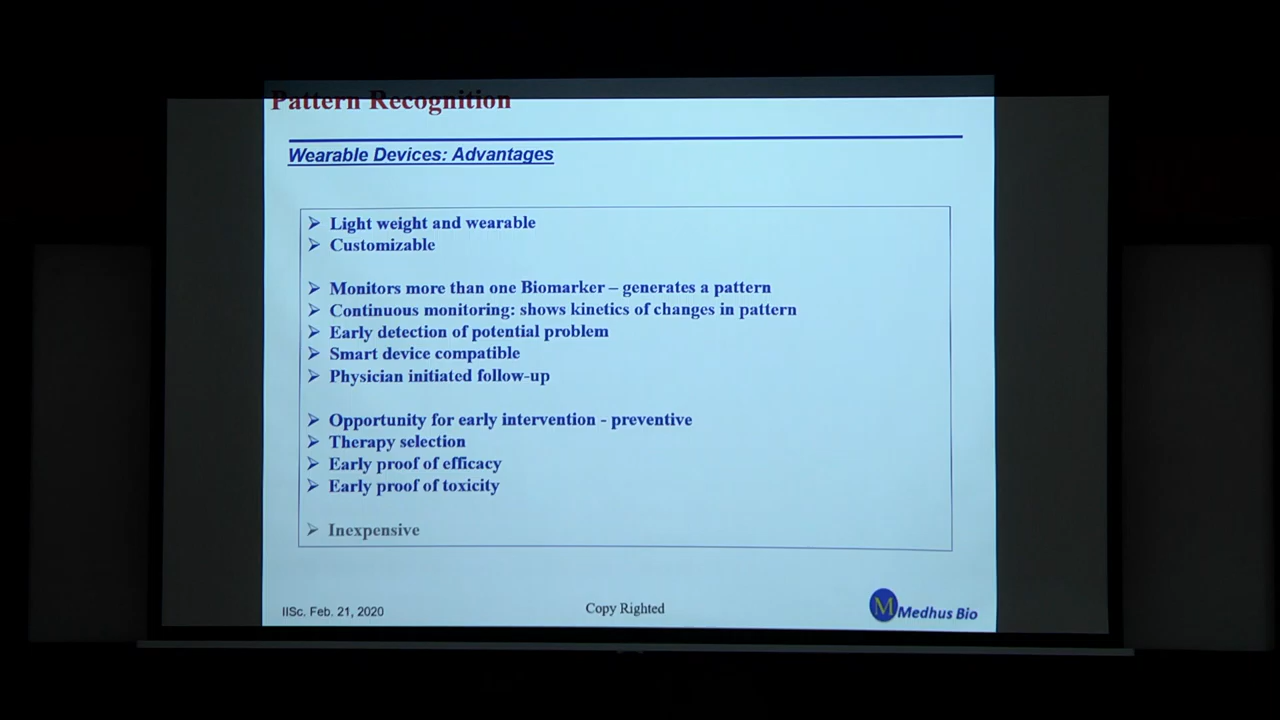 Pattern Recognition
Wearable Devices: Advantages
➢ Light weight and wearable
➢ Customizable
➢ Monitors more than one Biomarker – generates a pattern
➢ Continuous monitoring: shows kinetics of changes in pattern
➢ Early detection of potential problem
➢ Smart device compatible
➢ Physician initiated follow-up
➢ Opportunity for early intervention - preventive
➢ Therapy selection
➢ Early proof of efficacy
➢ Early proof of toxicity
➢ Inexpensive
IISc. Feb. 21, 2020
Copy Righted
M Medhus Bio